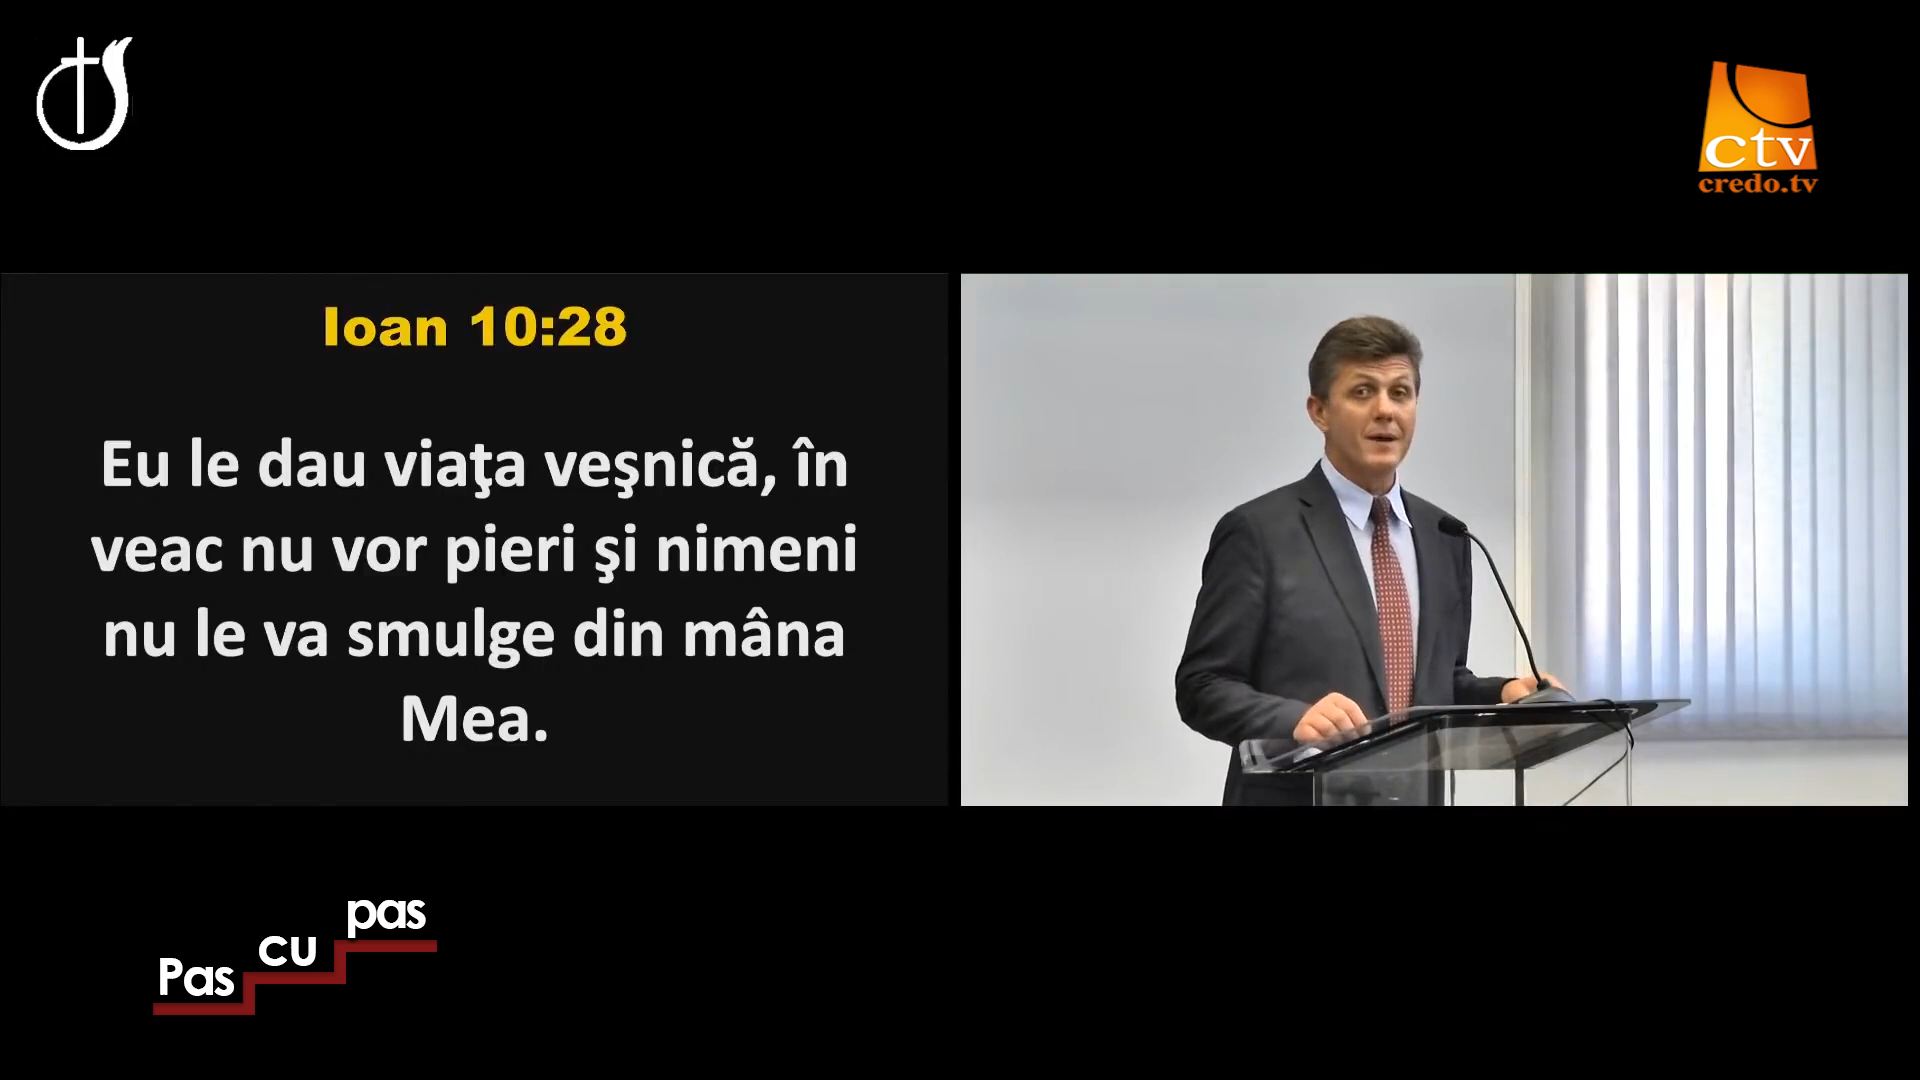 ctv
credo.tv
Ioan 10:28
Eu le dau viaţa veşnică, în
veac nu vor pieri şi nimeni
nu le va smulge din mâna
Mea.
Pas cu pas